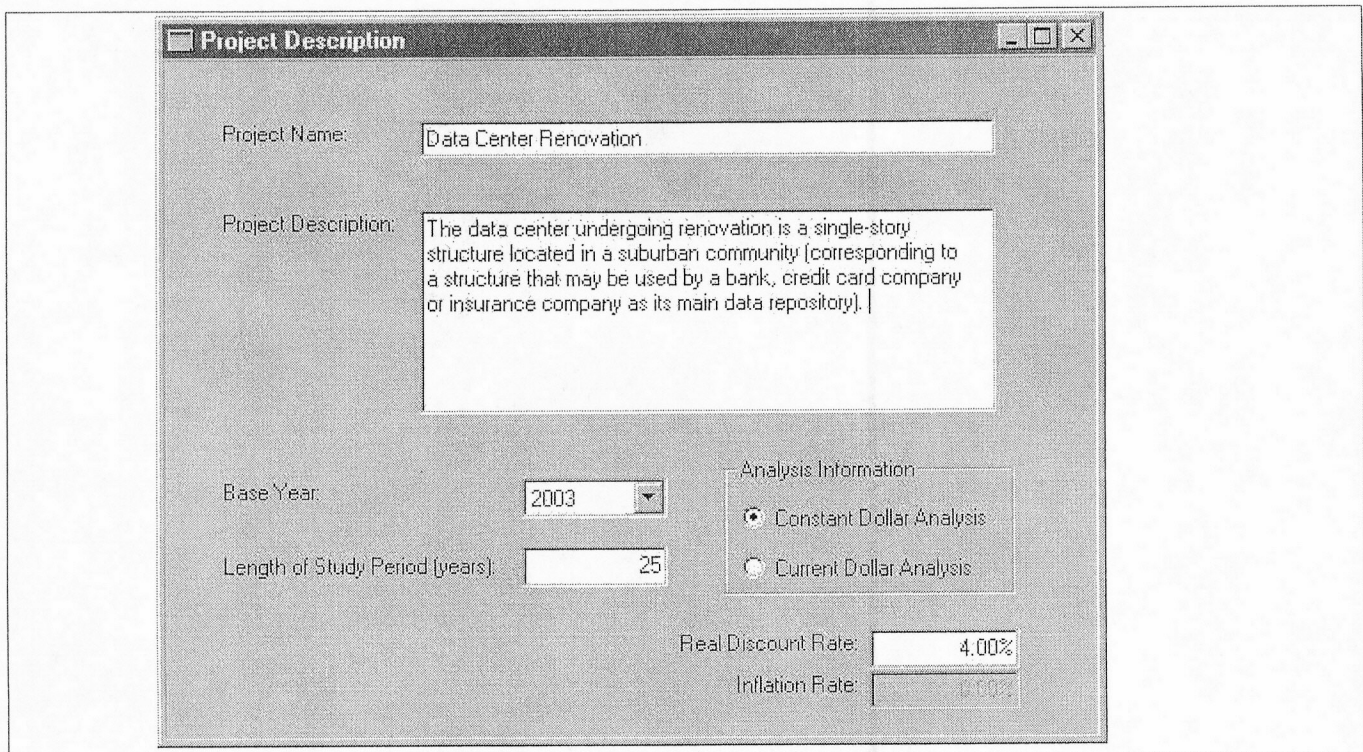 Project Description
Project Name: Data Center Renovation
Project Description: The data center undergoing renovation is a single-story
structure located in a suburban community (corresponding to
a structure that may be used by a bank, credit card company
or insurance company as its main data repository).
Analysis Information
Base Year: 2003
Constant Dollar Analysis
Length of Study Period (years): 25
Current Dollar Analysis
Real Discount Rate: 4.00%
Inflation Rate: 0.00%